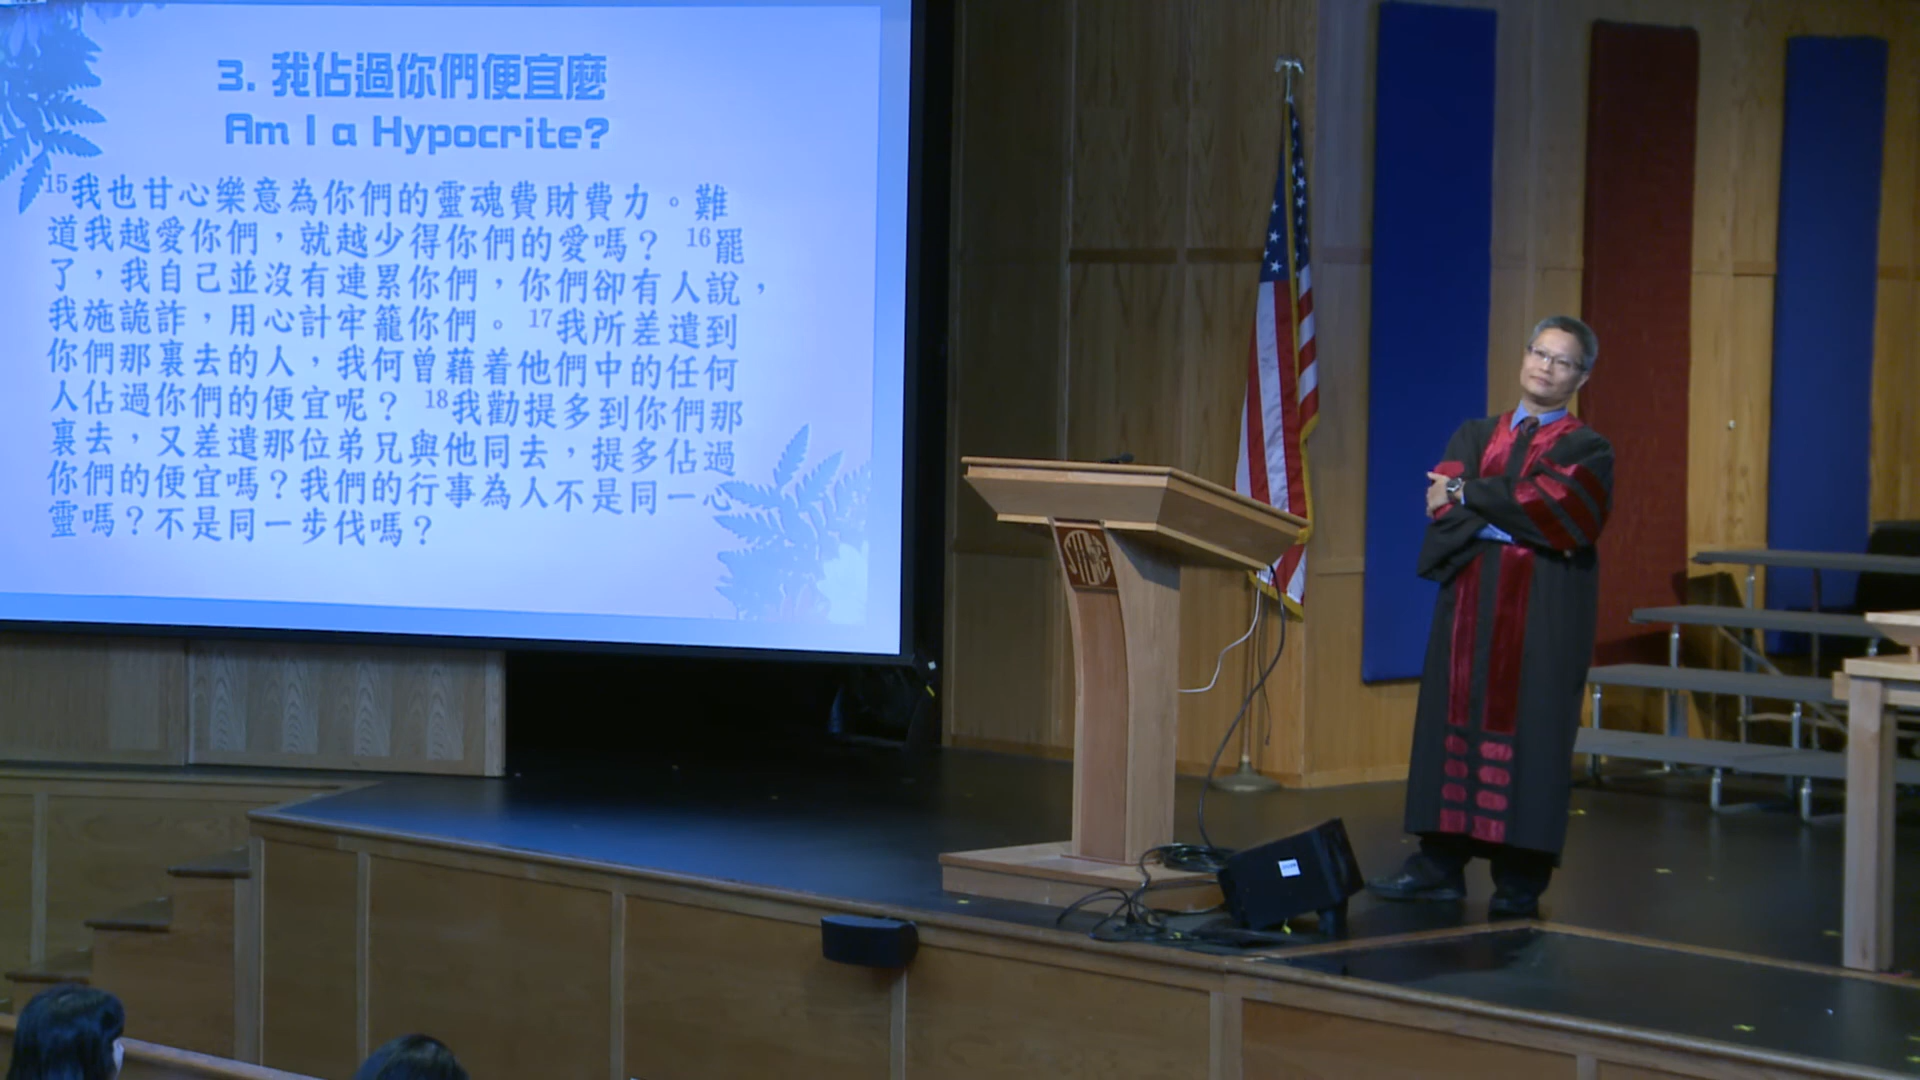 3. 我佔過你們便宜麼
Am I a Hypocrite?
15我也甘心樂意為你們的靈魂費財費力。難
道我越愛你們，就越少得你們的愛嗎？ 16罷
了，我自己並沒有連累你們，你們卻有人說，
我施詭詐，用心計牢籠你們。 17我所差遣到
你們那裏去的人，我何曾藉着他們中的任何
人佔過你們的便宜呢？ 18我勸提多到你們那
裏去，又差遣那位弟兄與他同去，提多佔過
你們的便宜嗎？我們的行事為人不是同一心
靈嗎？不是同一步伐嗎？